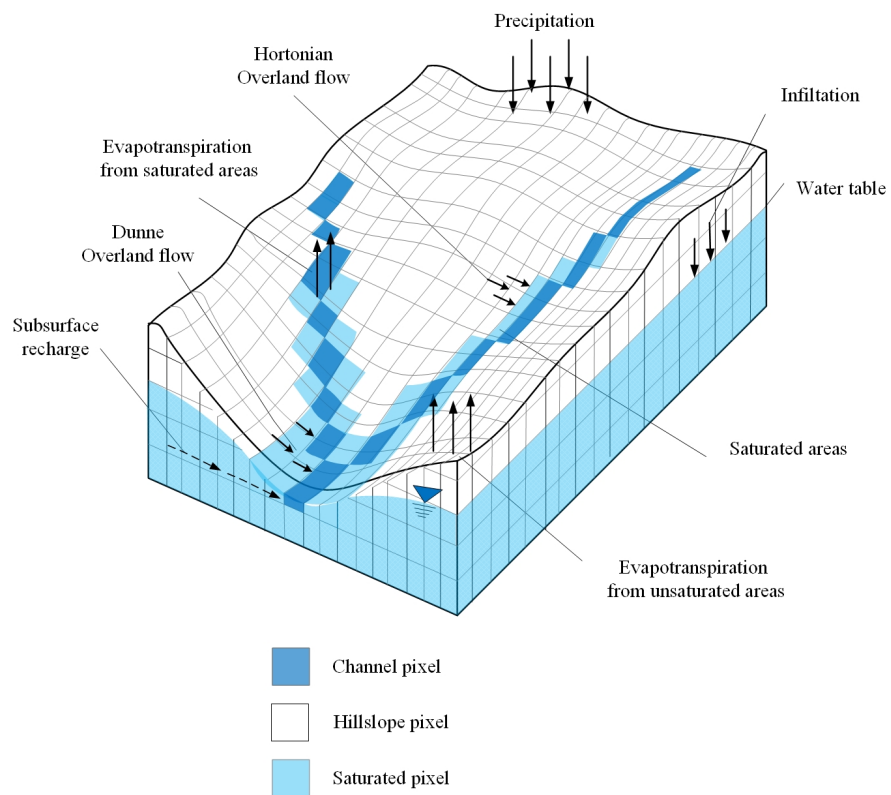 Precipitation
Hortonian
Overland flow
Infiltation
Evapotranspiration
from saturated areas
Water table
Dunne
Overland flow
Subsurface
recharge
Saturated areas
Evapotranspiration
from unsaturated areas
Channel pixel
Hillslope pixel
Saturated pixel